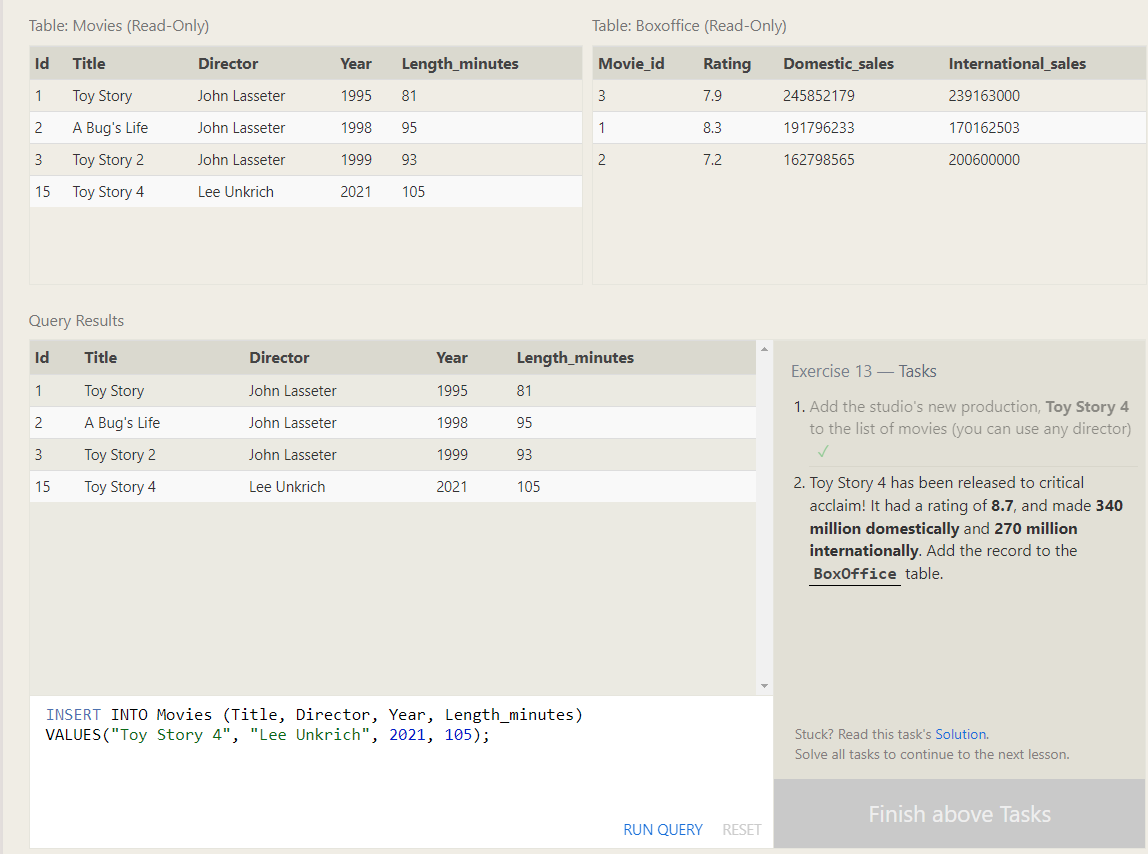 Table: Movies (Read-Only)
Id Title Director Year Length_minutes
1 Toy Story John Lasseter 1995 81
2 A Bug's Life John Lasseter 1998 95
3 Toy Story 2 John Lasseter 1999 93
15 Toy Story 4 Lee Unkrich 2021 105
Table: Boxoffice (Read-Only)
Movie_id Rating Domestic_sales International_sales
3 7.9 245852179 239163000
1 8.3 191796233 170162503
2 7.2 162798565 200600000
Query Results
Id Title Director Year Length_minutes
1 Toy Story John Lasseter 1995 81
2 A Bug's Life John Lasseter 1998 95
3 Toy Story 2 John Lasseter 1999 93
15 Toy Story 4 Lee Unkrich 2021 105
INSERT INTO Movies (Title, Director, Year, Length_minutes)
VALUES("Toy Story 4", "Lee Unkrich", 2021, 105);
RUN QUERY RESET
Exercise 13 — Tasks
1. Add the studio's new production, Toy Story 4
to the list of movies (you can use any director)
✓
2. Toy Story 4 has been released to critical
acclaim! It had a rating of 8.7, and made 340
million domestically and 270 million
internationally. Add the record to the
BoxOffice table.
Stuck? Read this task's Solution.
Solve all tasks to continue to the next lesson.
Finish above Tasks